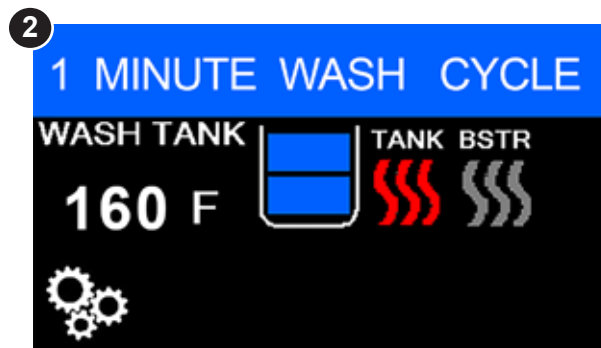 2
1 MINUTE WASH CYCLE
WASH TANK
TANK BSTR
160 F